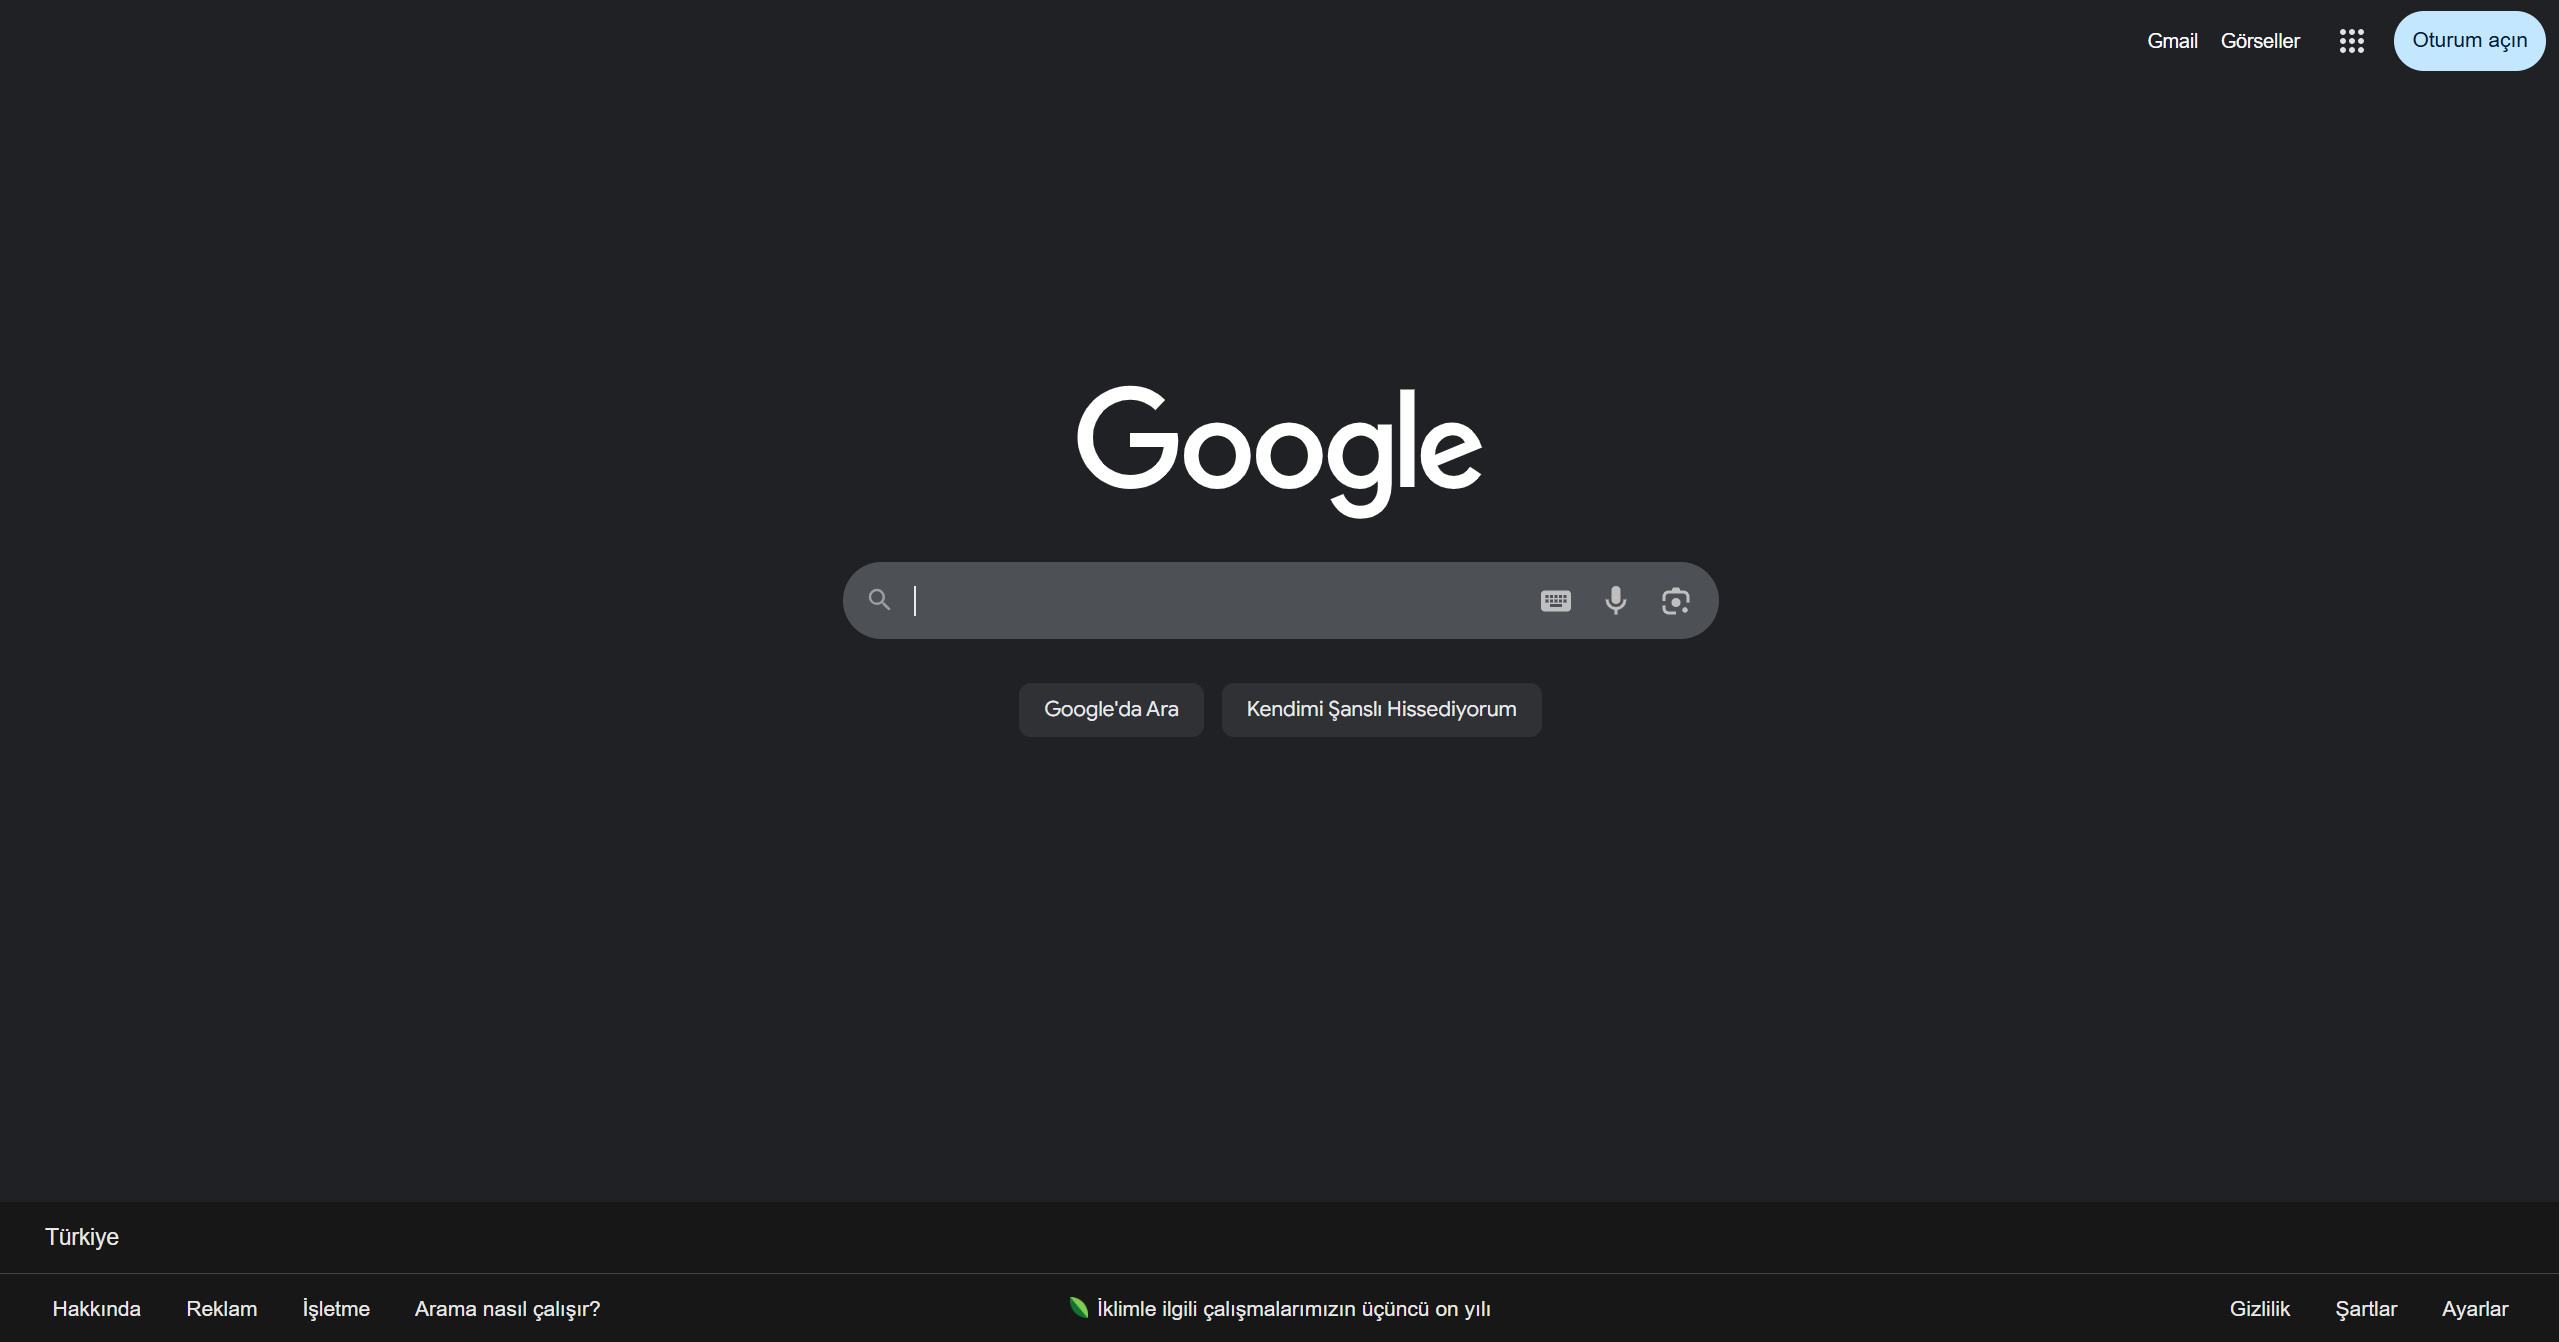 Gmail Görseller Oturum açın
Google
Google'da Ara Kendimi Şanslı Hissediyorum
Türkiye
Hakkında Reklam İşletme Arama nasıl çalışır? İklimle ilgili çalışmalarımızın üçüncü on yılı Gizlilik Şartlar Ayarlar